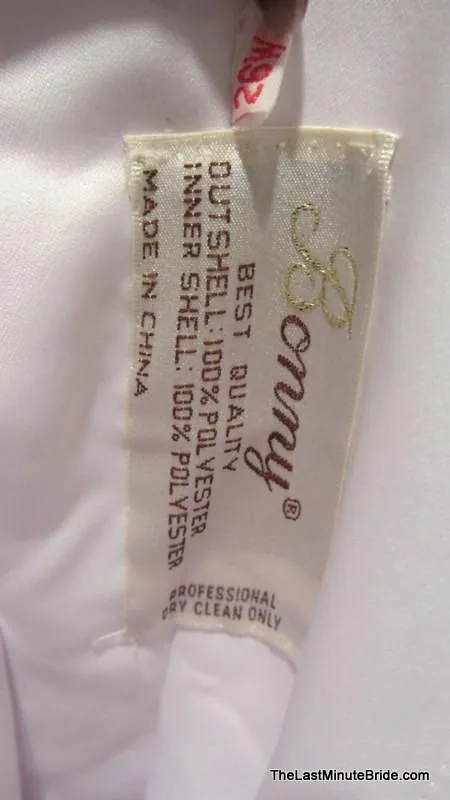 Bonny®
BEST QUALITY
OUTSHELL: 100% POLYESTER
INNER SHELL: 100% POLYESTER
MADE IN CHINA
PROFESSIONAL
DRY CLEAN ONLY
TheLastMinuteBride.com